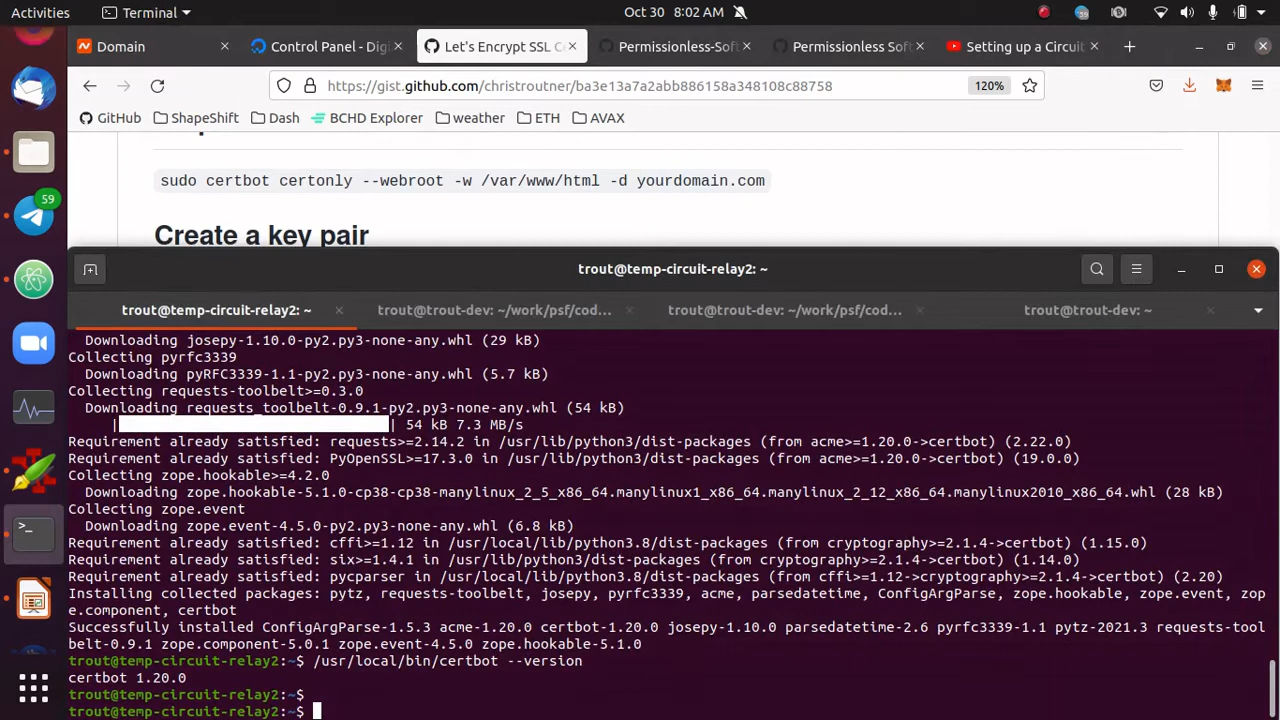 Activities
Terminal
Oct 30 8:02 AM
Domain
Control Panel - Digi
Let's Encrypt SSL C
Permissionless-Soft
Permissionless Soft
Setting up a Circuit
https://gist.github.com/christroutner/ba3e13a7a2abb886158a348108c88758
120%
GitHub
ShapeShift
Dash
BCHD Explorer
weather
ETH
AVAX
59
sudo certbot certonly --webroot -w /var/www/html -d yourdomain.com
Create a key pair
trout@temp-circuit-relay2: ~
trout@temp-circuit-relay2: ~
trout@trout-dev: ~/work/psf/cod...
trout@trout-dev: ~/work/psf/cod...
trout@trout-dev: ~
Downloading josepy-1.10.0-py2.py3-none-any.whl (29 kB)
Collecting pyrfc3339
Downloading pyRFC3339-1.1-py2.py3-none-any.whl (5.7 kB)
Collecting requests-toolbelt>=0.3.0
Downloading requests_toolbelt-0.9.1-py2.py3-none-any.whl (54 kB)
| | 54 kB 7.3 MB/s
Requirement already satisfied: requests>=2.14.2 in /usr/lib/python3/dist-packages (from acme>=1.20.0->certbot) (2.22.0)
Requirement already satisfied: PyOpenSSL>=17.3.0 in /usr/lib/python3/dist-packages (from acme>=1.20.0->certbot) (19.0.0)
Collecting zope.hookable>=4.2.0
Downloading zope.hookable-5.1.0-cp38-cp38-manylinux_2_5_x86_64.manylinux1_x86_64.manylinux_2_12_x86_64.manylinux2010_x86_64.whl (28 kB)
Collecting zope.event
Downloading zope.event-4.5.0-py2.py3-none-any.whl (6.8 kB)
Requirement already satisfied: cffi>=1.12 in /usr/local/lib/python3.8/dist-packages (from cryptography>=2.1.4->certbot) (1.15.0)
Requirement already satisfied: six>=1.4.1 in /usr/lib/python3/dist-packages (from cryptography>=2.1.4->certbot) (1.14.0)
Requirement already satisfied: pycparser in /usr/local/lib/python3.8/dist-packages (from cffi>=1.12->cryptography>=2.1.4->certbot) (2.20)
Installing collected packages: pytz, requests-toolbelt, josepy, pyrfc3339, acme, parsedatetime, ConfigArgParse, zope.hookable, zope.event, zop
e.component, certbot
Successfully installed ConfigArgParse-1.5.3 acme-1.20.0 certbot-1.20.0 josepy-1.10.0 parsedatetime-2.6 pyrfc3339-1.1 pytz-2021.3 requests-tool
belt-0.9.1 zope.component-5.0.1 zope.event-4.5.0 zope.hookable-5.1.0
trout@temp-circuit-relay2:~$ /usr/local/bin/certbot --version
certbot 1.20.0
trout@temp-circuit-relay2:~$
trout@temp-circuit-relay2:~$